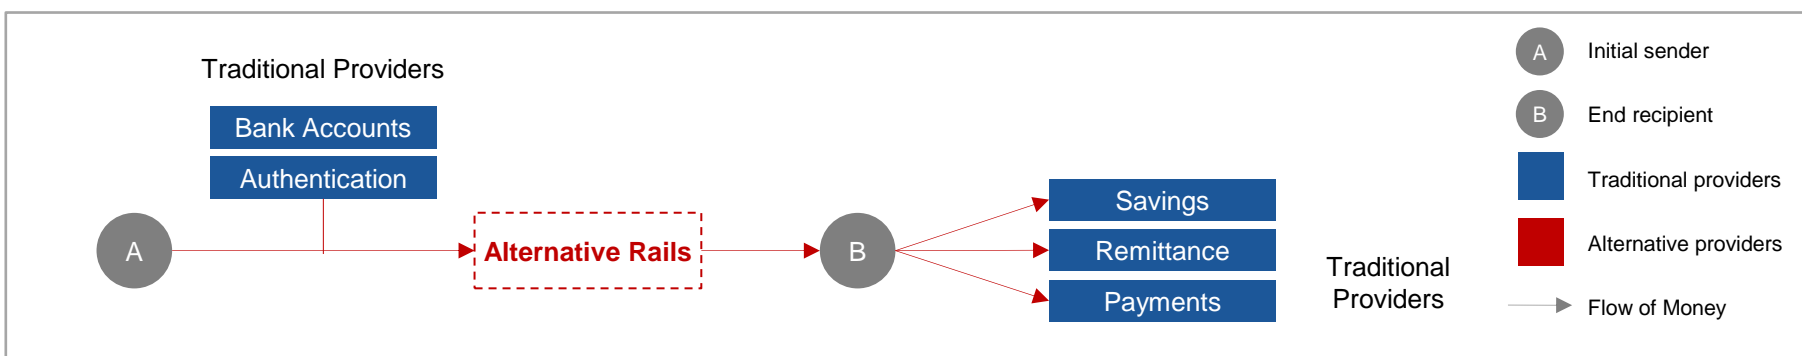 Traditional Providers
Bank Accounts
Authentication
A
Alternative Rails
B
Savings
Remittance
Payments
Traditional
Providers
A
Initial sender
B
End recipient
Traditional providers
Alternative providers
Flow of Money